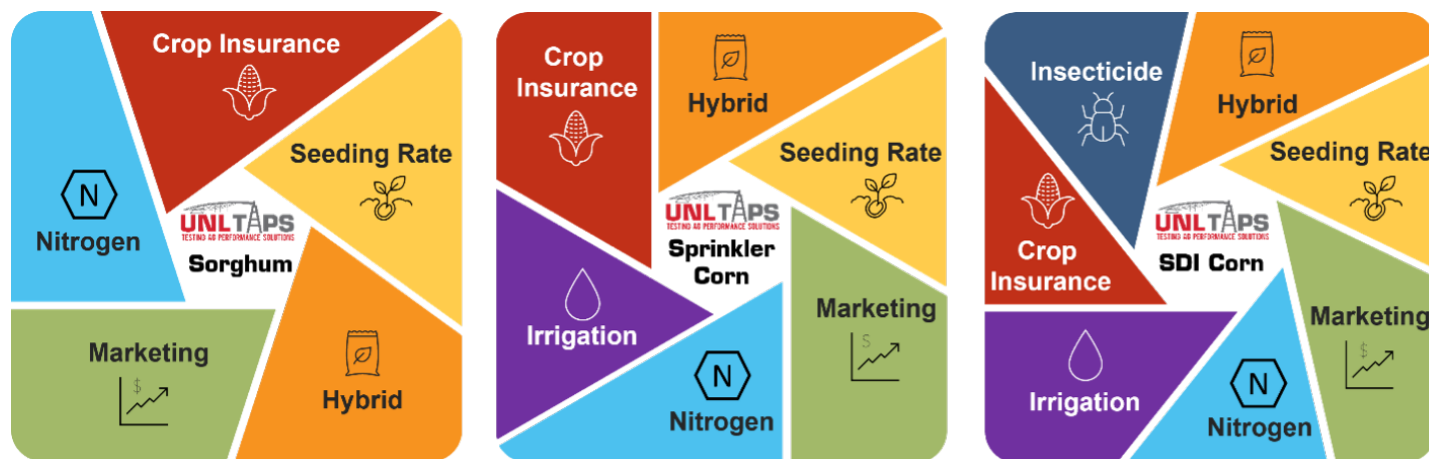 Crop Insurance
Seeding Rate
N
Nitrogen
UNLTAPS
TESTING AG PERFORMANCE SOLUTIONS
Sorghum
Marketing
$
Hybrid
Crop
Insurance
Hybrid
Seeding Rate
UNLTAPS
TESTING AG PERFORMANCE SOLUTIONS
Sprinkler
Corn
Irrigation
Marketing
$
N
Nitrogen
Insecticide
Hybrid
Seeding Rate
UNLTAPS
TESTING AG PERFORMANCE SOLUTIONS
SDI Corn
Crop
Insurance
Irrigation
Marketing
$
N
Nitrogen